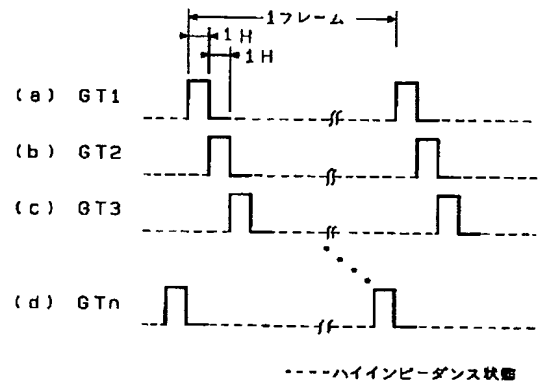 1フレーム
1H
1H
(a) GT1
(b) GT2
(c) GT3
(d) GTn
----ハイインピーダンス状態